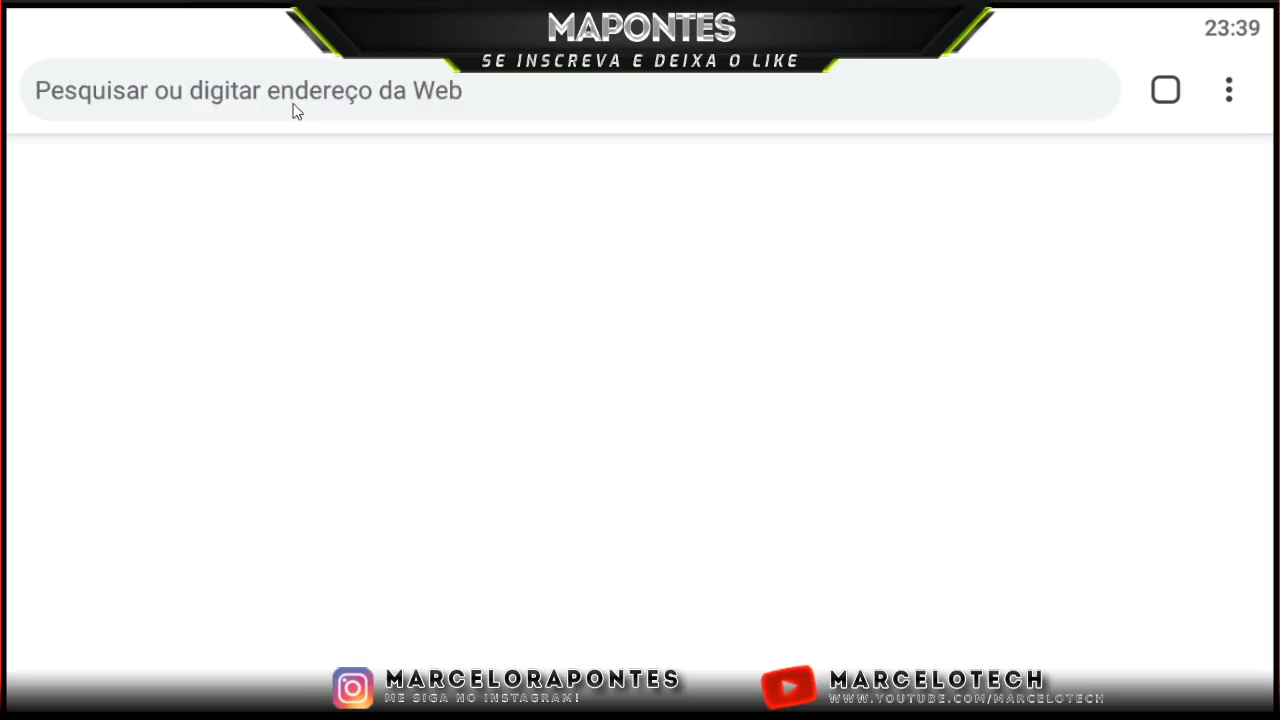 MAPONTES
23:39
SE INSCREVA E DEIXA O LIKE
Pesquisar ou digitar endereço da Web
MARCELORAPONTES
ME SIGA NO INSTAGRAM!
MARCELOTECH
WWW.YOUTUBE.COM/MARCELOTECH